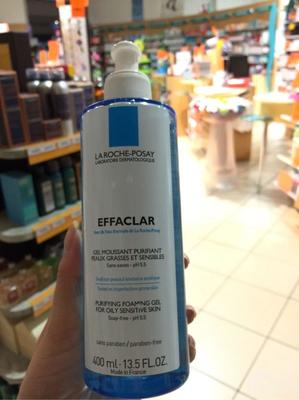 LA ROCHE-POSAY
LABORATOIRE DERMATOLOGIQUE
EFFACLAR
GEL MOUSSANT PURIFIANT
PEAUX GRASSES ET SENSIBLES
Sans savon - pH 5.5
PURIFYING FOAMING GEL
FOR OILY SENSITIVE SKIN
Soap-free - pH 5.5
sans paraben / paraben-free
400 ml - 13.5 FL.OZ.
Made in France